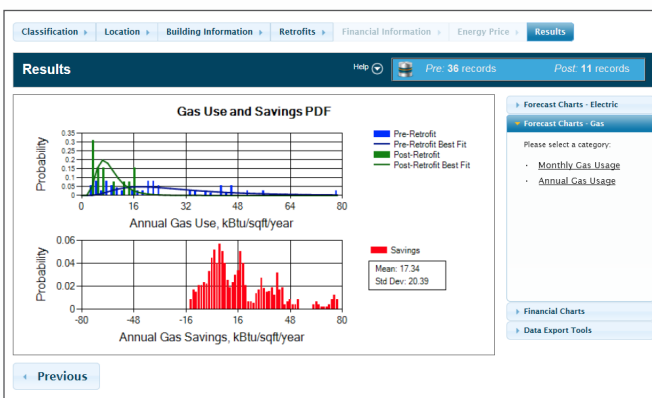 Classification Location Building Information Retrofits Financial Information Energy Price Results
Results Help Pre: 36 records Post: 11 records
Gas Use and Savings PDF
Probability
0.35
0.3
0.25
0.2
0.15
0.1
0.05
0
0 16 32 48 64 80
Annual Gas Use, kBtu/sqft/year
Pre-Retrofit
Pre-Retrofit Best Fit
Post-Retrofit
Post-Retrofit Best Fit
Probability
0.06
0.04
0.02
0
-80 -48 -16 16 48 80
Annual Gas Savings, kBtu/sqft/year
Savings
Mean: 17.34
Std Dev: 20.39
Forecast Charts - Electric
Forecast Charts - Gas
Please select a category:
Monthly Gas Usage
Annual Gas Usage
Financial Charts
Data Export Tools
Previous